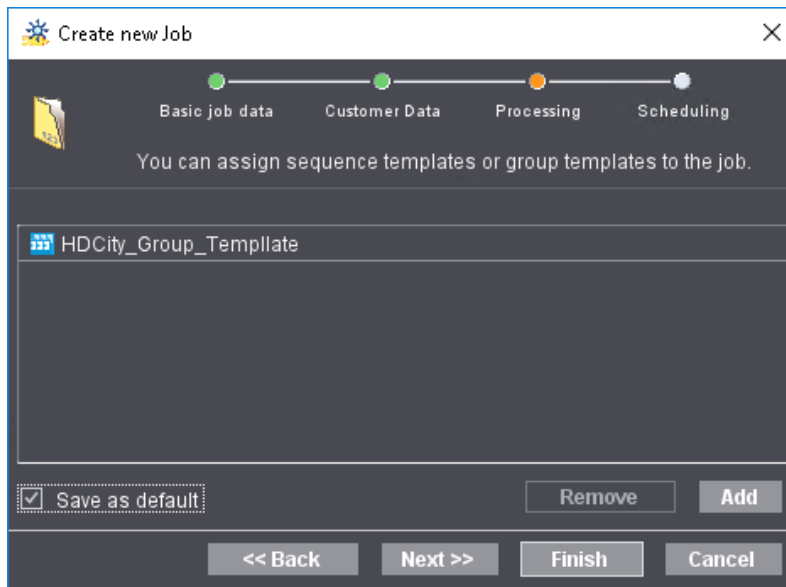 Create new Job
Basic job data Customer Data Processing Scheduling
You can assign sequence templates or group templates to the job.
HDCity_Group_Templlate
Save as default Remove Add
<< Back Next >> Finish Cancel